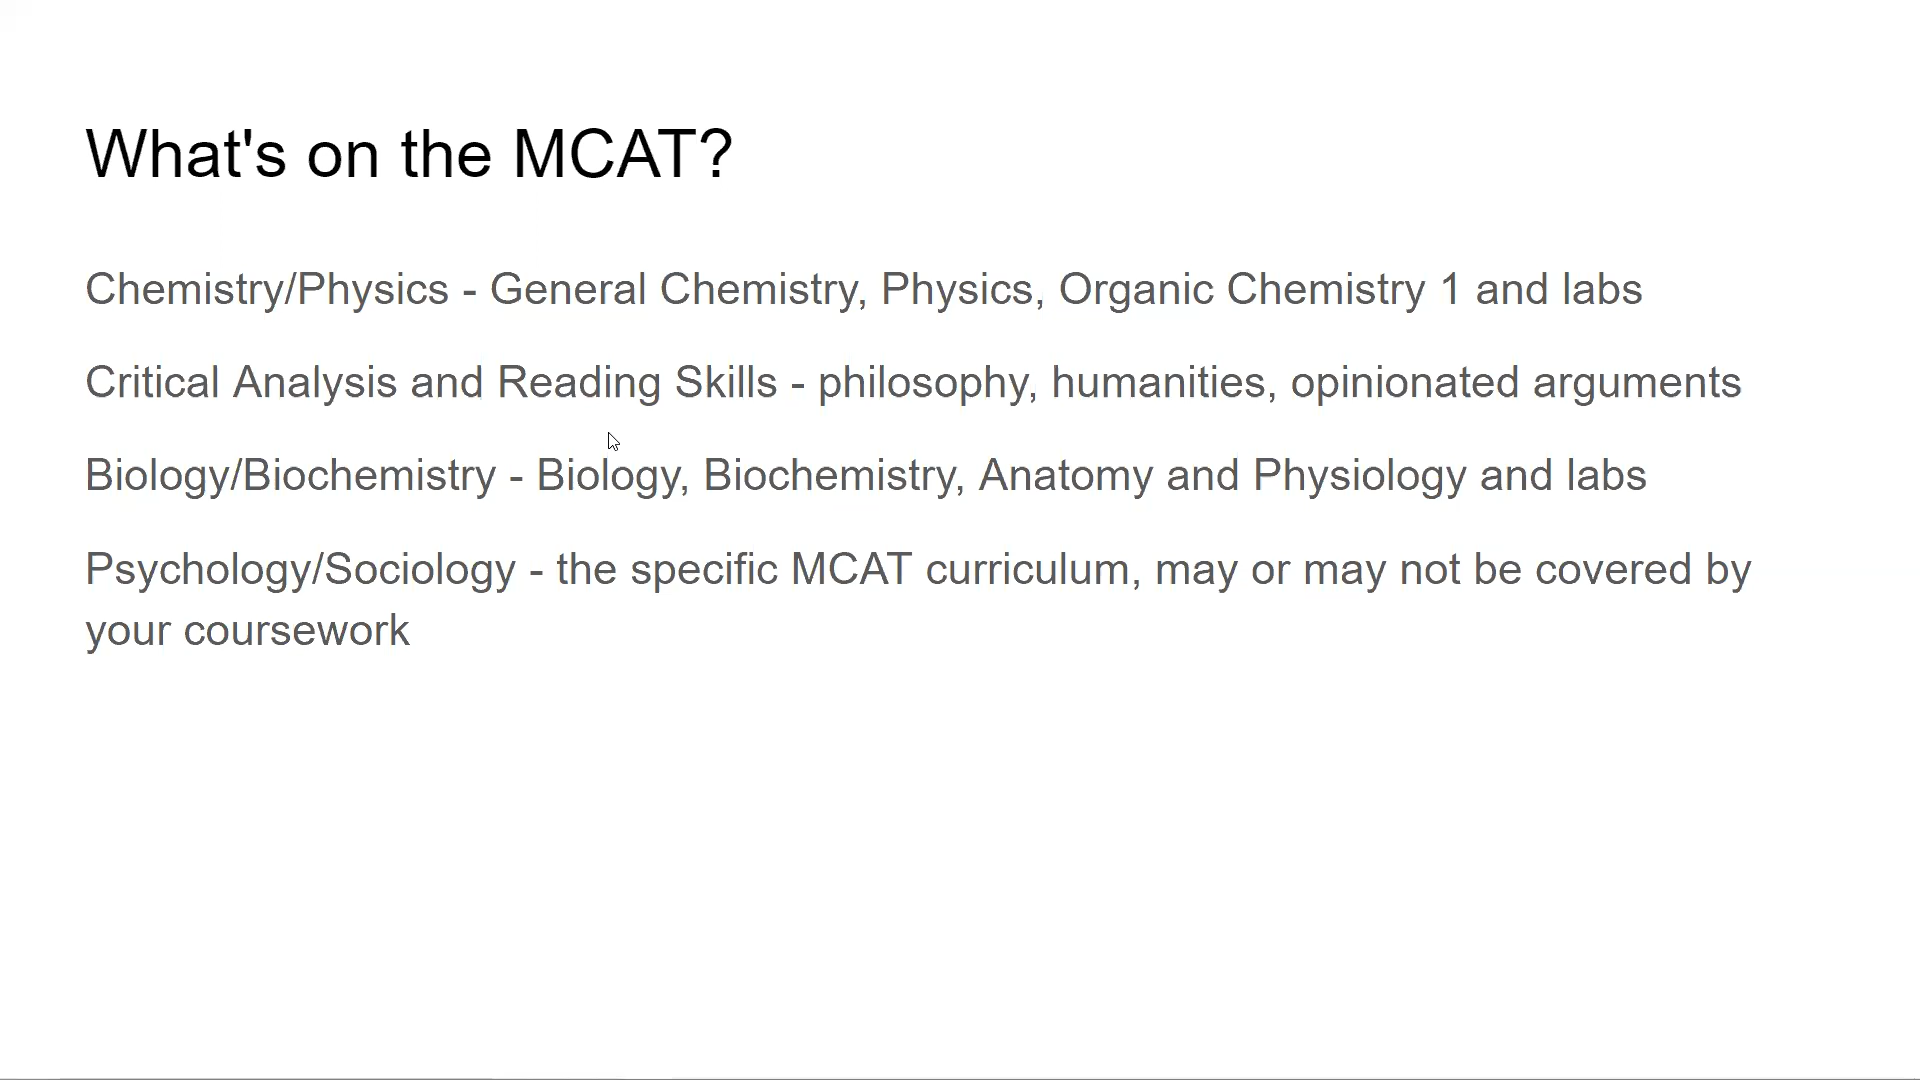 What's on the MCAT?
Chemistry/Physics - General Chemistry, Physics, Organic Chemistry 1 and labs
Critical Analysis and Reading Skills - philosophy, humanities, opinionated arguments
Biology/Biochemistry - Biology, Biochemistry, Anatomy and Physiology and labs
Psychology/Sociology - the specific MCAT curriculum, may or may not be covered by
your coursework